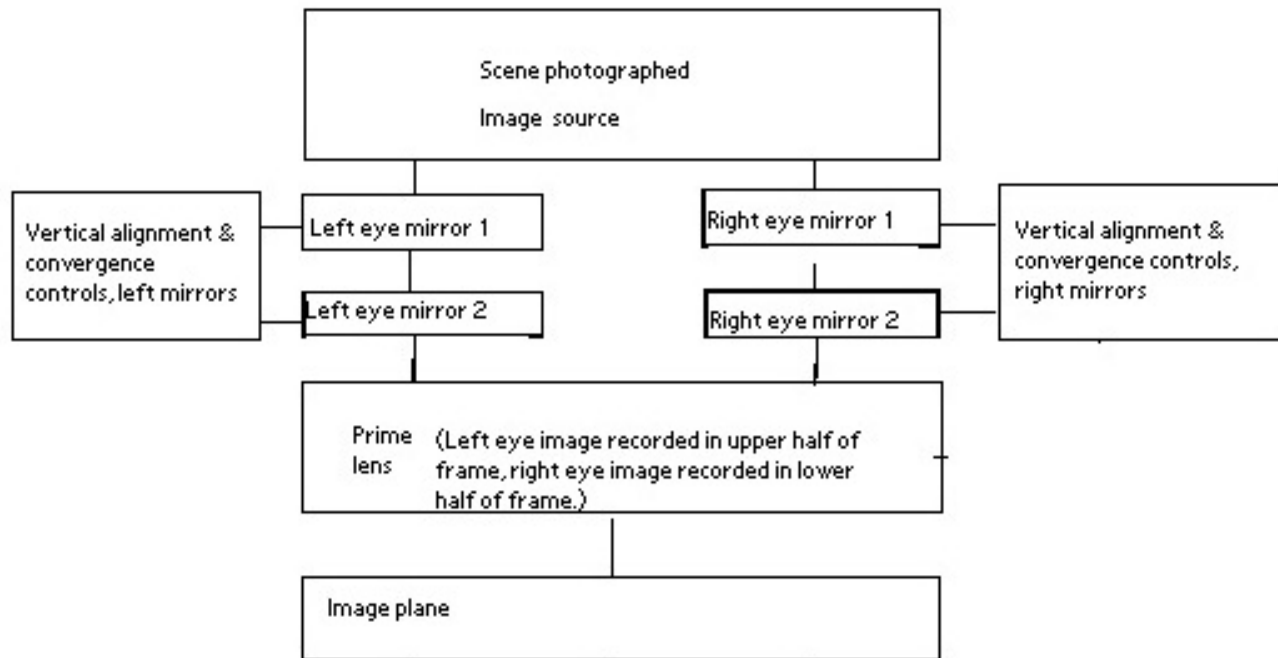 Scene photographed
Image source
Left eye mirror 1
Right eye mirror 1
Vertical alignment &
convergence
controls, left mirrors
Vertical alignment &
convergence controls,
right mirrors
Left eye mirror 2
Right eye mirror 2
Prime
lens
(Left eye image recorded in upper half of
frame, right eye image recorded in lower
half of frame.)
Image plane